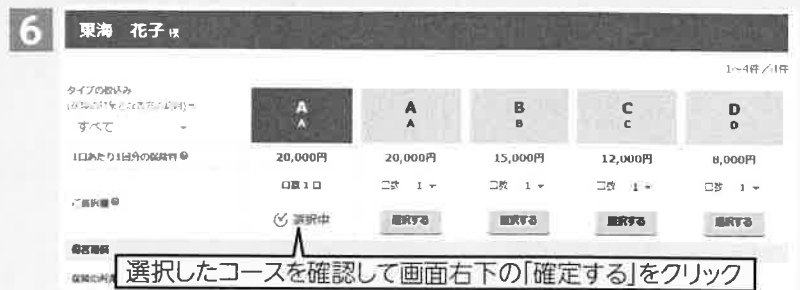 6
東海 花子 様
1~4件/4件
タイプの絞込み
すべて
A A B C D
A A B C D
1口あたり1回分の保険料
20,000円 20,000円 15,000円 12,000円 8,000円
口数 1口 口数 1 口数 1 口数 1 口数 1
ご選択欄
選択中 選択する 選択する 選択する 選択する
選択したコースを確認して画面右下の「確定する」をクリック